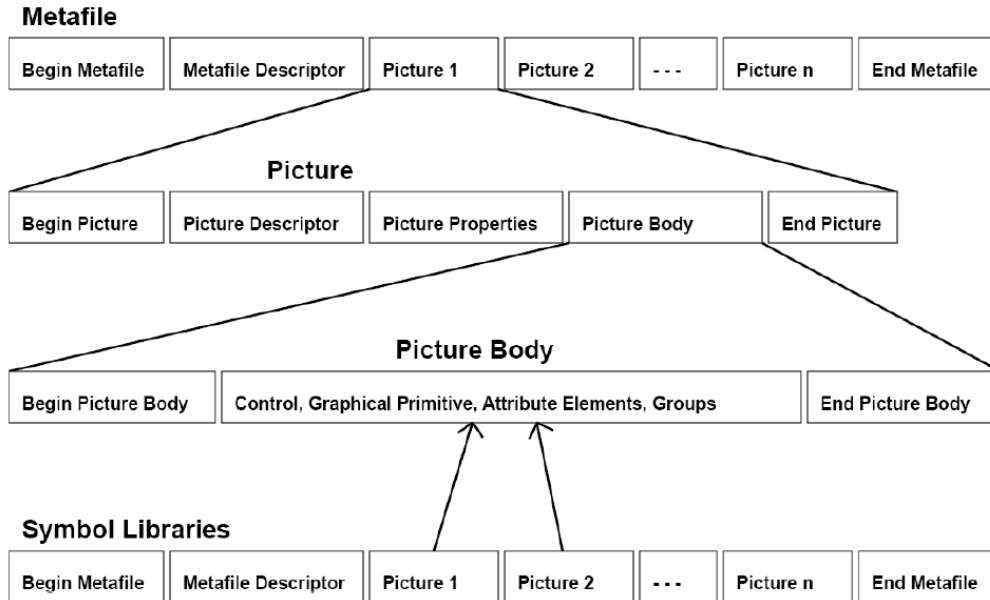 Metafile
Begin Metafile Metafile Descriptor Picture 1 Picture 2 - - - Picture n End Metafile
Picture
Begin Picture Picture Descriptor Picture Properties Picture Body End Picture
Picture Body
Begin Picture Body Control, Graphical Primitive, Attribute Elements, Groups End Picture Body
Symbol Libraries
Begin Metafile Metafile Descriptor Picture 1 Picture 2 - - - Picture n End Metafile